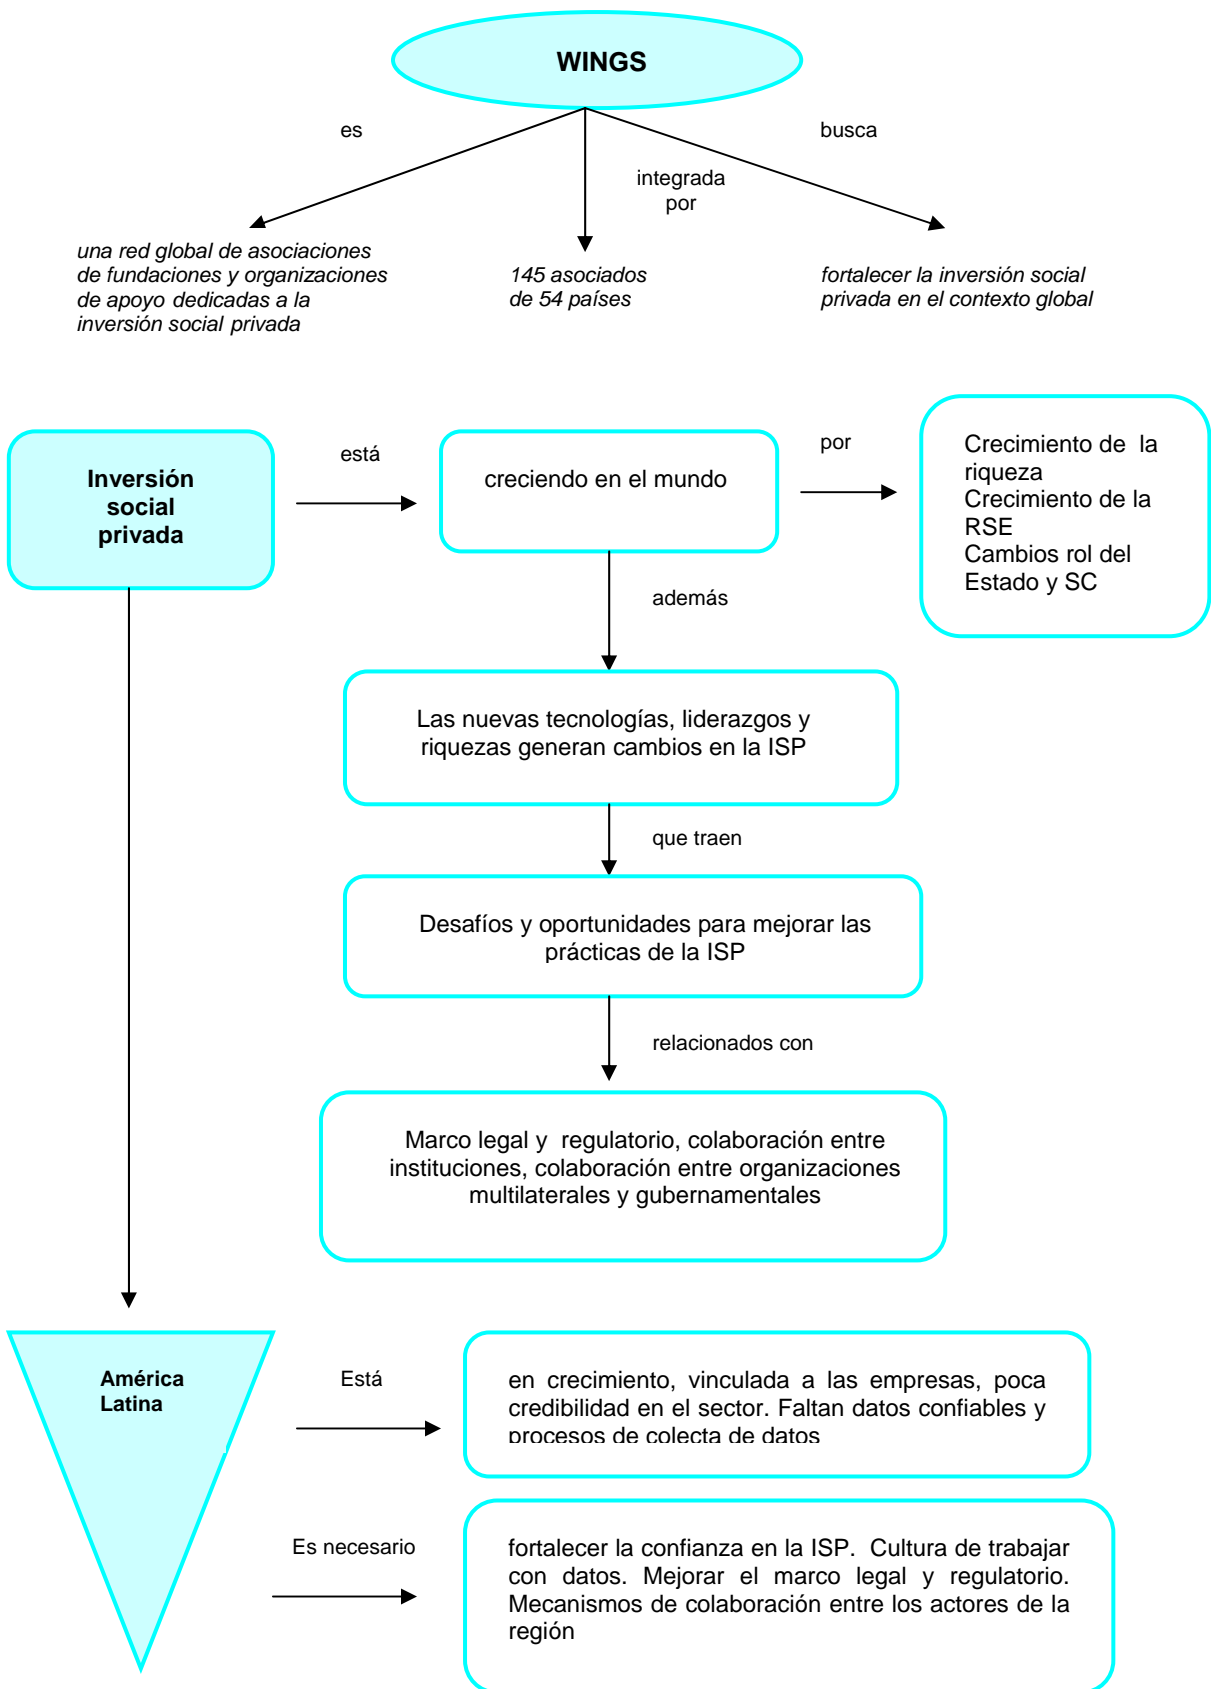 WINGS
es
busca
integrada
por
una red global de asociaciones
de fundaciones y organizaciones
de apoyo dedicadas a la
inversión social privada
145 asociados
de 54 países
fortalecer la inversión social
privada en el contexto global
Inversión
social
privada
está
creciendo en el mundo
por
Crecimiento de  la
riqueza
Crecimiento de la
RSE
Cambios rol del
Estado y SC
además
Las nuevas tecnologías, liderazgos y
riquezas generan cambios en la ISP
que traen
Desafíos y oportunidades para mejorar las
prácticas de la ISP
relacionados con
Marco legal y  regulatorio, colaboración entre
instituciones, colaboración entre organizaciones
multilaterales y gubernamentales
América
Latina
Está
en crecimiento, vinculada a las empresas, poca
credibilidad en el sector. Faltan datos confiables y
procesos de colecta de datos
Es necesario
fortalecer la confianza en la ISP.  Cultura de trabajar
con datos. Mejorar el marco legal y regulatorio.
Mecanismos de colaboración entre los actores de la
región